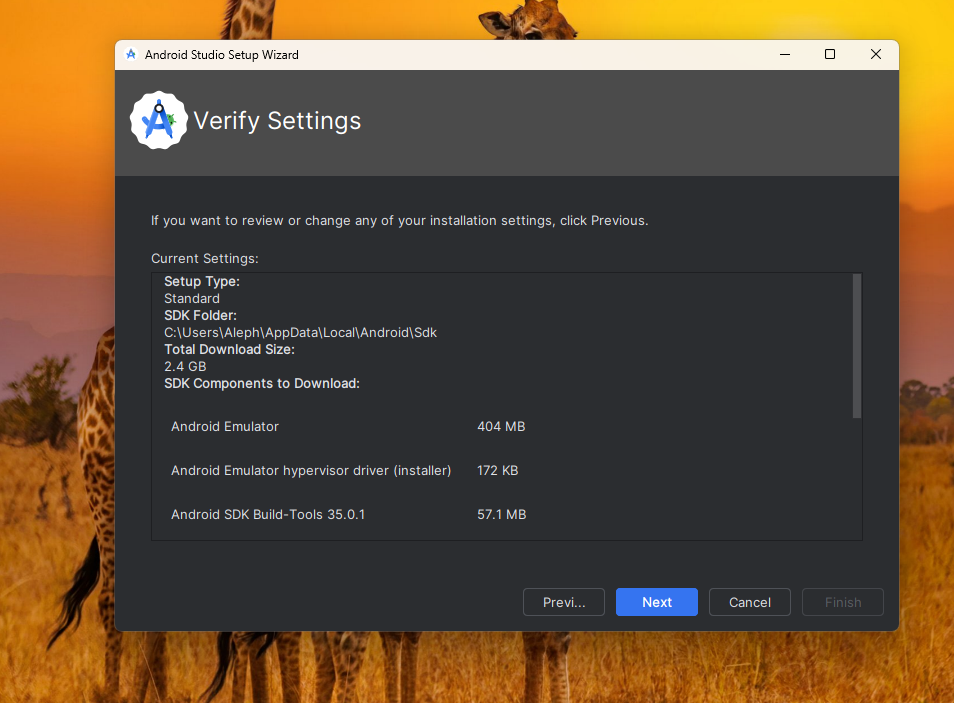 Android Studio Setup Wizard
Verify Settings
If you want to review or change any of your installation settings, click Previous.
Current Settings:
Setup Type:
Standard
SDK Folder:
C:\Users\Aleph\AppData\Local\Android\Sdk
Total Download Size:
2.4 GB
SDK Components to Download:
Android Emulator 404 MB
Android Emulator hypervisor driver (installer) 172 KB
Android SDK Build-Tools 35.0.1 57.1 MB
Previ... Next Cancel Finish